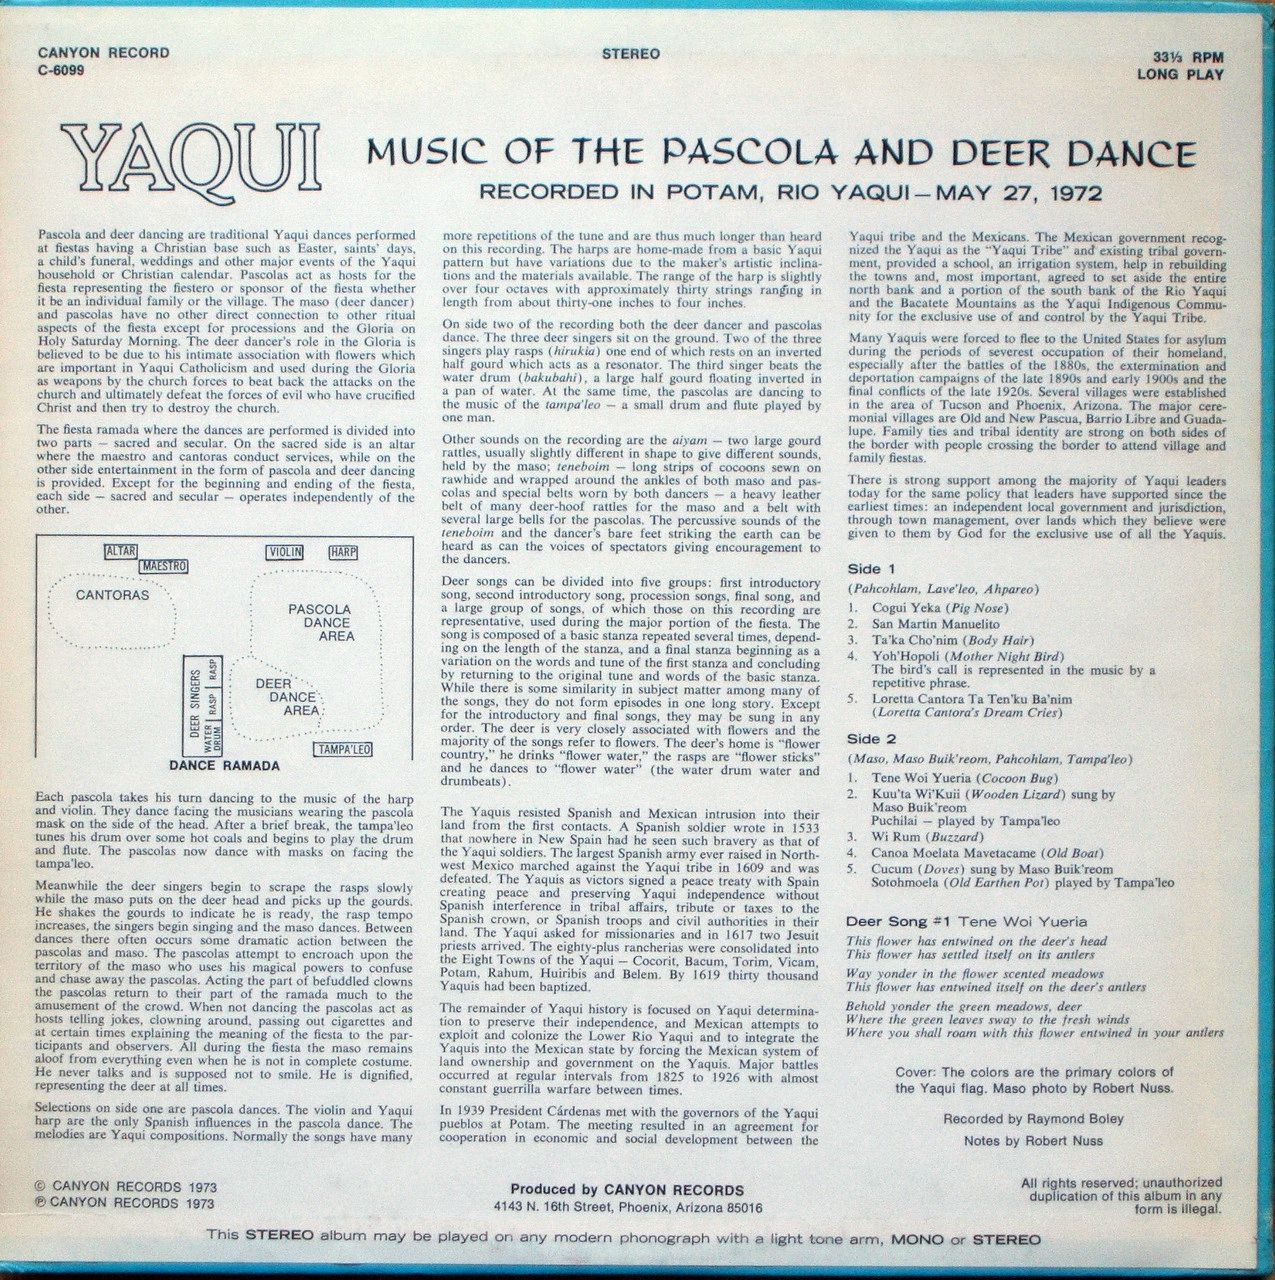 CANYON RECORD
C-6099
STEREO
33⅓ RPM
LONG PLAY
YAQUI
MUSIC OF THE PASCOLA AND DEER DANCE
RECORDED IN POTAM, RIO YAQUI – MAY 27, 1972
Pascola and deer dancing are traditional Yaqui dances performed
at fiestas having a Christian base such as Easter, saints' days,
a child's funeral, weddings and other major events of the Yaqui
household or Christian calendar. Pascolas act as hosts for the
fiesta representing the fiestero or sponsor of the fiesta whether
it be an individual family or the village. The maso (deer dancer)
and pascolas have no other direct connection to other ritual
aspects of the fiesta except for processions and the Gloria on
Holy Saturday Morning. The deer dancer's role in the Gloria is
believed to be due to his intimate association with flowers which
are important in Yaqui Catholicism and used during the Gloria
as weapons by the church forces to beat back the attacks on the
church and ultimately defeat the forces of evil who have crucified
Christ and then try to destroy the church.
The fiesta ramada where the dances are performed is divided into
two parts – sacred and secular. On the sacred side is an altar
where the maestro and cantoras conduct services, while on the
other side entertainment in the form of pascola and deer dancing
is provided. Except for the beginning and ending of the fiesta,
each side – sacred and secular – operates independently of the
other.
ALTAR
MAESTRO
VIOLIN
HARP
CANTORAS
PASCOLA
DANCE
AREA
DEER SINGERS
RASP
RASP
WATER
DRUM
DEER
DANCE
AREA
TAMPA'LEO
DANCE RAMADA
Each pascola takes his turn dancing to the music of the harp
and violin. They dance facing the musicians wearing the pascola
mask on the side of the head. After a brief break, the tampa'leo
tunes his drum over some hot coals and begins to play the drum
and flute. The pascolas now dance with masks on facing the
tampa'leo.
Meanwhile the deer singers begin to scrape the rasps slowly
while the maso puts on the deer head and picks up the gourds.
He shakes the gourds to indicate he is ready, the rasp tempo
increases, the singers begin singing and the maso dances. Between
dances there often occurs some dramatic action between the
pascolas and maso. The pascolas attempt to encroach upon the
territory of the maso who uses his magical powers to confuse
and chase away the pascolas. Acting the part of befuddled clowns
the pascolas return to their part of the ramada much to the
amusement of the crowd. When not dancing the pascolas act as
hosts telling jokes, clowning around, passing out cigarettes and
at certain times explaining the meaning of the fiesta to the par-
ticipants and observers. All during the fiesta the maso remains
aloof from everything even when he is not in complete costume.
He never talks and is supposed not to smile. He is dignified,
representing the deer at all times.
Selections on side one are pascola dances. The violin and Yaqui
harp are the only Spanish influences in the pascola dance. The
melodies are Yaqui compositions. Normally the songs have many
more repetitions of the tune and are thus much longer than heard
on this recording. The harps are home-made from a basic Yaqui
pattern but have variations due to the maker's artistic inclina-
tions and the materials available. The range of the harp is slightly
over four octaves with approximately thirty strings ranging in
length from about thirty-one inches to four inches.
On side two of the recording both the deer dancer and pascolas
dance. The three deer singers sit on the ground. Two of the three
singers play rasps (hirukia) one end of which rests on an inverted
half gourd which acts as a resonator. The third singer beats the
water drum (bakubahi), a large half gourd floating inverted in
a pan of water. At the same time, the pascolas are dancing to
the music of the tampa'leo – a small drum and flute played by
one man.
Other sounds on the recording are the aiyam – two large gourd
rattles, usually slightly different in shape to give different sounds,
held by the maso; teneboim – long strips of cocoons sewn on
rawhide and wrapped around the ankles of both maso and pas-
colas and special belts worn by both dancers – a heavy leather
belt of many deer-hoof rattles for the maso and a belt with
several large bells for the pascolas. The percussive sounds of the
teneboim and the dancer's bare feet striking the earth can be
heard as can the voices of spectators giving encouragement to
the dancers.
Deer songs can be divided into five groups: first introductory
song, second introductory song, procession songs, final song, and
a large group of songs, of which those on this recording are
representative, used during the major portion of the fiesta. The
song is composed of a basic stanza repeated several times, depend-
ing on the length of the stanza, and a final stanza beginning as a
variation on the words and tune of the first stanza and concluding
by returning to the original tune and words of the basic stanza.
While there is some similarity in subject matter among many of
the songs, they do not form episodes in one long story. Except
for the introductory and final songs, they may be sung in any
order. The deer is very closely associated with flowers and the
majority of the songs refer to flowers. The deer's home is "flower
country," he drinks "flower water," the rasps are "flower sticks"
and he dances to "flower water" (the water drum water and
drumbeats).
The Yaquis resisted Spanish and Mexican intrusion into their
land from the first contacts. A Spanish soldier wrote in 1533
that nowhere in New Spain had he seen such bravery as that of
the Yaqui soldiers. The largest Spanish army ever raised in North-
west Mexico marched against the Yaqui tribe in 1609 and was
defeated. The Yaquis as victors signed a peace treaty with Spain
creating peace and preserving Yaqui independence without
Spanish interference in tribal affairs, tribute or taxes to the
Spanish crown, or Spanish troops and civil authorities in their
land. The Yaqui asked for missionaries and in 1617 two Jesuit
priests arrived. The eighty-plus rancherias were consolidated into
the Eight Towns of the Yaqui – Cocorit, Bacum, Torim, Vicam,
Potam, Rahum, Huiribis and Belem. By 1619 thirty thousand
Yaquis had been baptized.
The remainder of Yaqui history is focused on Yaqui determina-
tion to preserve their independence, and Mexican attempts to
exploit and colonize the Lower Rio Yaqui and to integrate the
Yaquis into the Mexican state by forcing the Mexican system of
land ownership and government on the Yaquis. Major battles
occurred at regular intervals from 1825 to 1926 with almost
constant guerrilla warfare between times.
In 1939 President Cárdenas met with the governors of the Yaqui
pueblos at Potam. The meeting resulted in an agreement for
cooperation in economic and social development between the
Yaqui tribe and the Mexicans. The Mexican government recog-
nized the Yaqui as the "Yaqui Tribe" and existing tribal govern-
ment, provided a school, an irrigation system, help in rebuilding
the towns and, most important, agreed to set aside the entire
north bank and a portion of the south bank of the Rio Yaqui
and the Bacatete Mountains as the Yaqui Indigenous Commu-
nity for the exclusive use of and control by the Yaqui Tribe.
Many Yaquis were forced to flee to the United States for asylum
during the periods of severest occupation of their homeland,
especially after the battles of the 1880s, the extermination and
deportation campaigns of the late 1890s and early 1900s and the
final conflicts of the late 1920s. Several villages were established
in the area of Tucson and Phoenix, Arizona. The major cere-
monial villages are Old and New Pascua, Barrio Libre and Guada-
lupe. Family ties and tribal identity are strong on both sides of
the border with people crossing the border to attend village and
family fiestas.
There is strong support among the majority of Yaqui leaders
today for the same policy that leaders have supported since the
earliest times: an independent local government and jurisdiction,
through town management, over lands which they believe were
given to them by God for the exclusive use of all the Yaquis.
Side 1
(Pahcohlam, Lave'leo, Ahpareo)
1. Cogui Yeka (Pig Nose)
2. San Martin Manuelito
3. Ta'ka Cho'nim (Body Hair)
4. Yoh'Hopoli (Mother Night Bird)
The bird's call is represented in the music by a
repetitive phrase.
5. Loretta Cantora Ta Ten'ku Ba'nim
(Loretta Cantora's Dream Cries)
Side 2
(Maso, Maso Buik'reom, Pahcohlam, Tampa'leo)
1. Tene Woi Yueria (Cocoon Bug)
2. Kuu'ta Wi'Kuii (Wooden Lizard) sung by
Maso Buik'reom
Puchilai – played by Tampa'leo
3. Wi Rum (Buzzard)
4. Canoa Moelata Mavetacame (Old Boat)
5. Cucum (Doves) sung by Maso Buik'reom
Sotohmoela (Old Earthen Pot) played by Tampa'leo
Deer Song #1 Tene Woi Yueria
This flower has entwined on the deer's head
This flower has settled itself on its antlers
Way yonder in the flower scented meadows
This flower has entwined itself on the deer's antlers
Behold yonder the green meadows, deer
Where the green leaves sway to the fresh winds
Where you shall roam with this flower entwined in your antlers
Cover: The colors are the primary colors of
the Yaqui flag. Maso photo by Robert Nuss.
Recorded by Raymond Boley
Notes by Robert Nuss
© CANYON RECORDS 1973
℗ CANYON RECORDS 1973
Produced by CANYON RECORDS
4143 N. 16th Street, Phoenix, Arizona 85016
All rights reserved; unauthorized
duplication of this album in any
form is illegal.
This STEREO album may be played on any modern phonograph with a light tone arm, MONO or STEREO